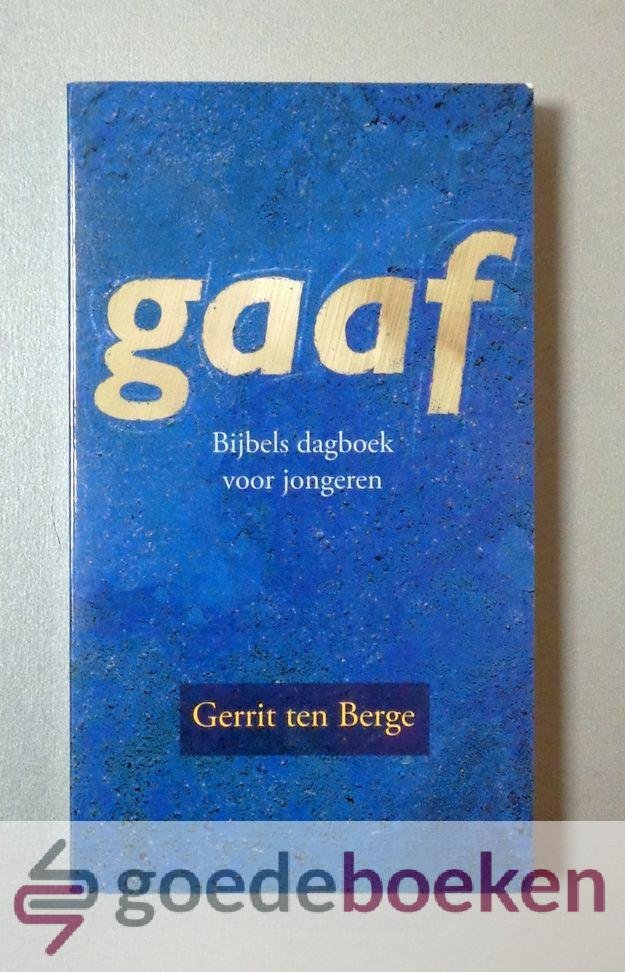 gaaf
Bijbels dagboek
voor jongeren
Gerrit ten Berge
goedeboeken